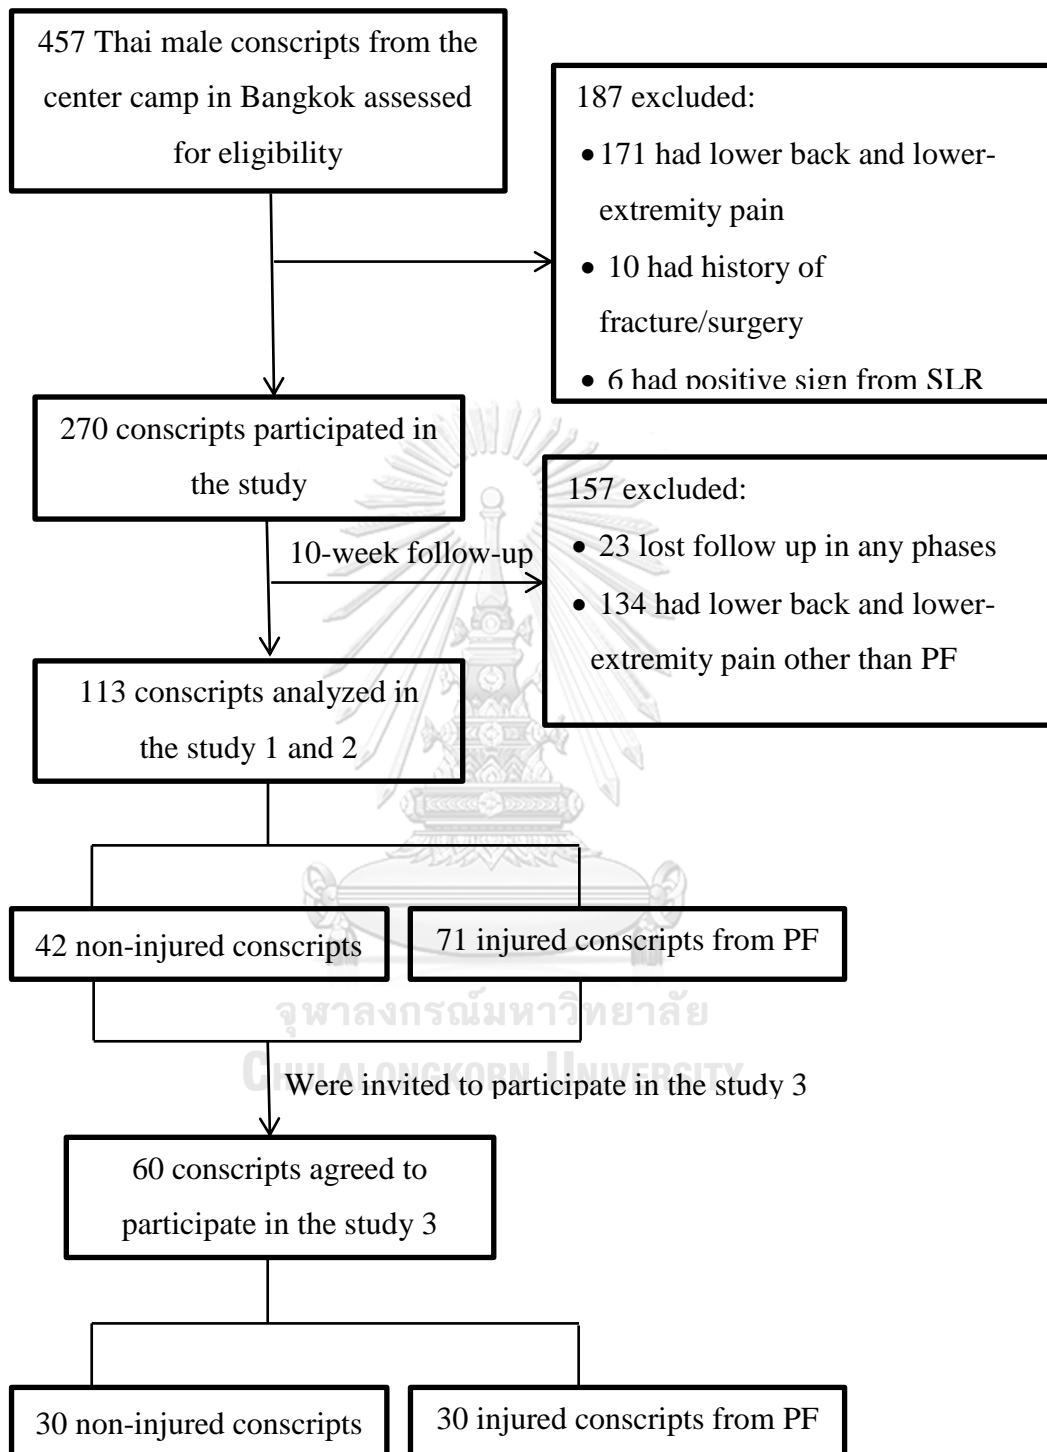 457 Thai male conscripts from the
center camp in Bangkok assessed
for eligibility
187 excluded:
• 171 had lower back and lower-
extremity pain
• 10 had history of
fracture/surgery
• 6 had positive sign from SLR
270 conscripts participated in
the study
10-week follow-up
157 excluded:
• 23 lost follow up in any phases
• 134 had lower back and lower-
extremity pain other than PF
113 conscripts analyzed in
the study 1 and 2
42 non-injured conscripts
71 injured conscripts from PF
จุฬาลงกรณ์มหาวิทยาลัย
CHULALONGKORN UNIVERSITY
Were invited to participate in the study 3
60 conscripts agreed to
participate in the study 3
30 non-injured conscripts
30 injured conscripts from PF